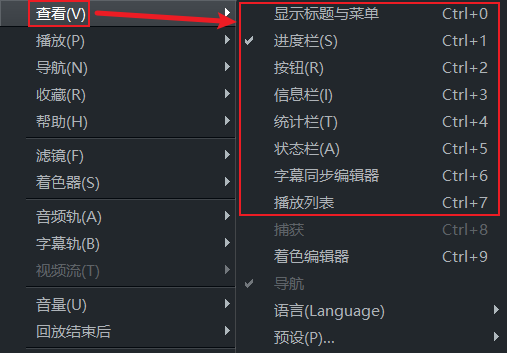 查看(V)
播放(P)
导航(N)
收藏(R)
帮助(H)
滤镜(F)
着色器(S)
音频轨(A)
字幕轨(B)
视频流(T)
音量(U)
回放结束后
显示标题与菜单 Ctrl+0
进度栏(S) Ctrl+1
按钮(R) Ctrl+2
信息栏(I) Ctrl+3
统计栏(T) Ctrl+4
状态栏(A) Ctrl+5
字幕同步编辑器 Ctrl+6
播放列表 Ctrl+7
捕获 Ctrl+8
着色编辑器 Ctrl+9
导航
语言(Language)
预设(P)...